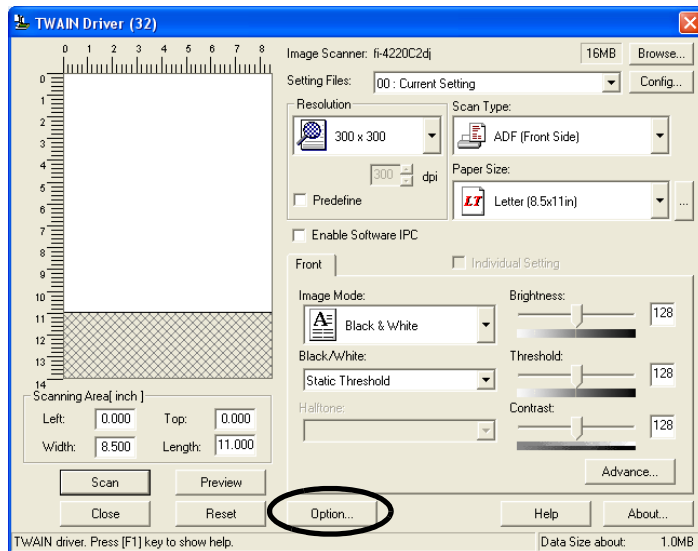 TWAIN Driver (32)
0 1 2 3 4 5 6 7 8
Image Scanner: fi-4220C2dj 16MB Browse...
Setting Files: 00 : Current Setting Config...
Resolution Scan Type:
300 x 300 ADF (Front Side)
300 dpi Paper Size:
Predefine LT Letter (8.5x11in) ...
Enable Software IPC
Front Individual Setting
Image Mode: Brightness:
A Black & White 128
Black/White: Threshold:
Static Threshold 128
Halftone: Contrast:
128
Advance...
0
1
2
3
4
5
6
7
8
9
10
11
12
13
14
Scanning Area[ inch ]
Left: 0.000 Top: 0.000
Width: 8.500 Length: 11.000
Scan Preview
Close Reset Option... Help About...
TWAIN driver. Press [F1] key to show help. Data Size about: 1.0MB